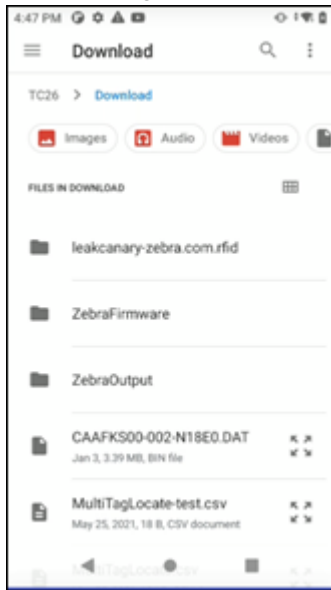 4:47 PM
Download
TC26 > Download
Images
Audio
Videos
FILES IN DOWNLOAD
leakcanary-zebra.com.rfid
ZebraFirmware
ZebraOutput
CAAFKS00-002-N18E0.DAT
Jan 3, 3.39 MB, BIN file
MultiTagLocate-test.csv
May 25, 2021, 18 B, CSV document